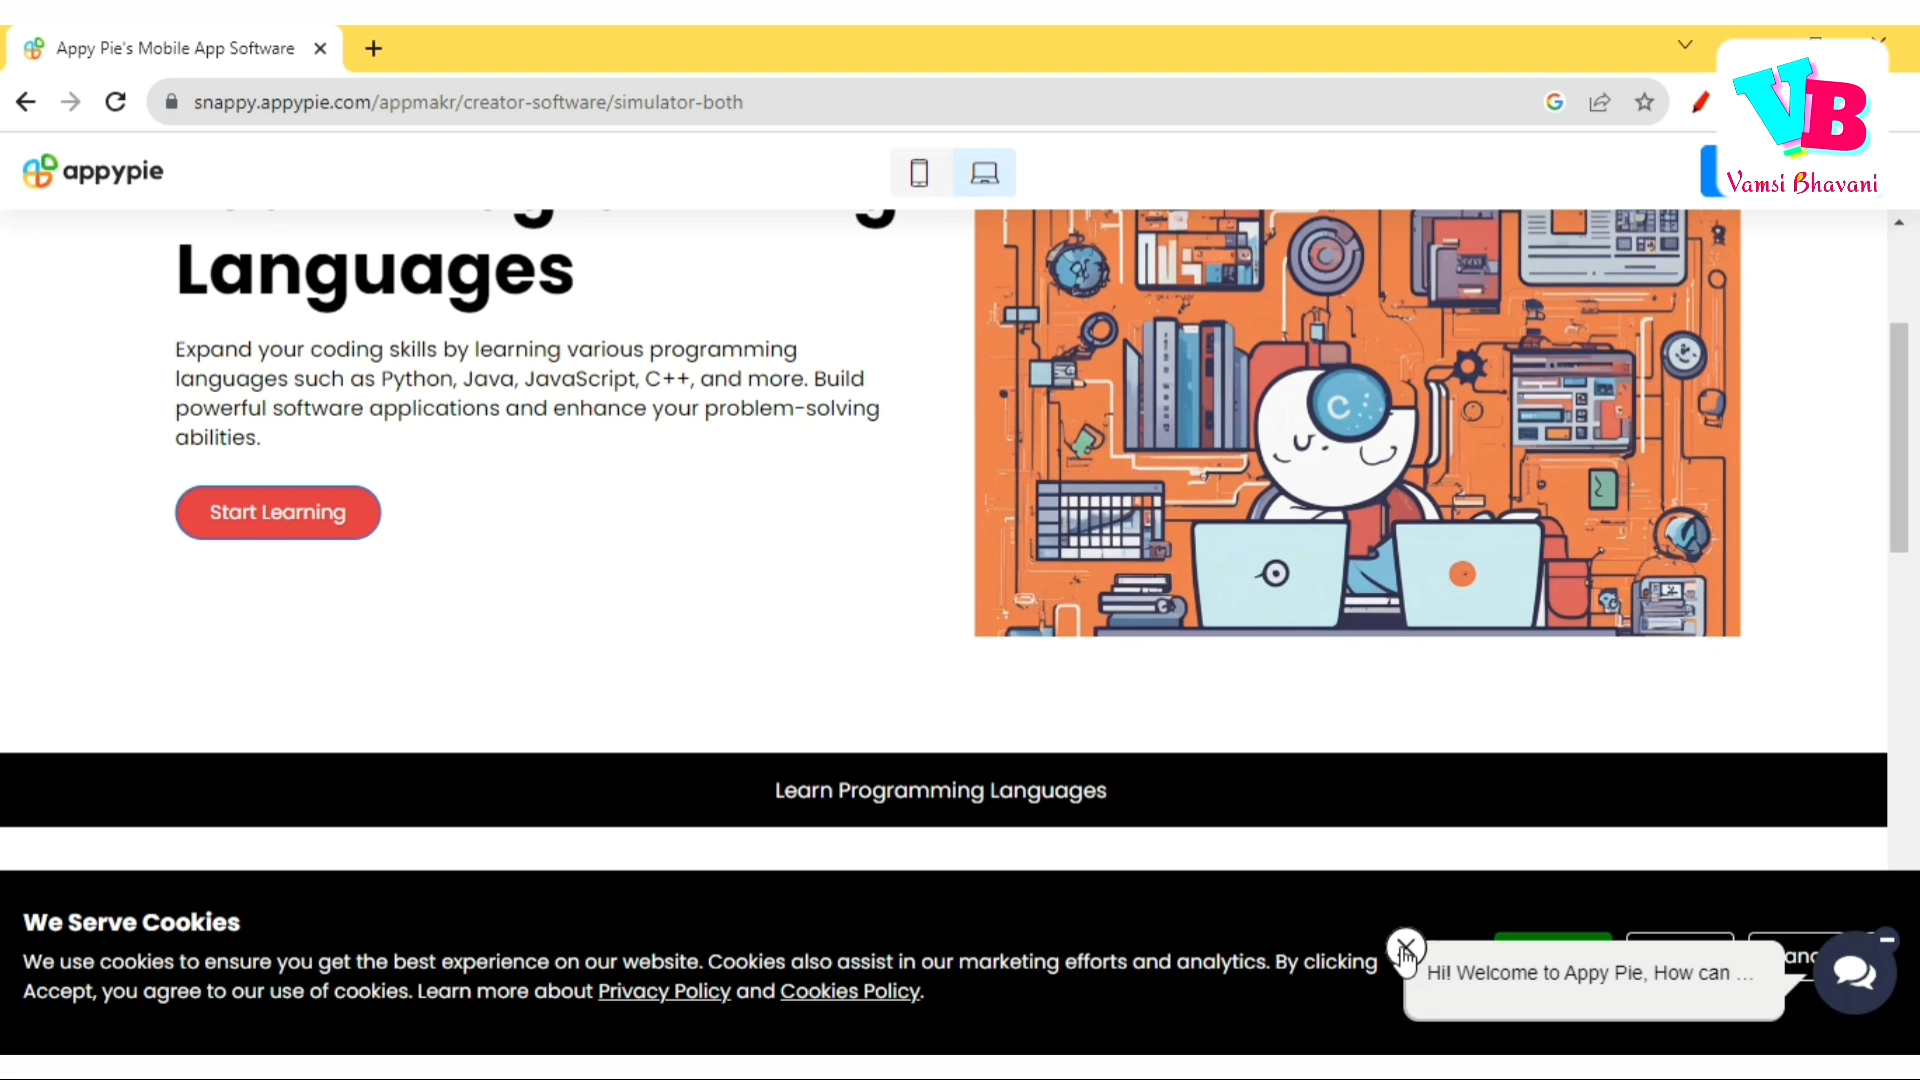 Appy Pie's Mobile App Software
snappy.appypie.com/appmakr/creator-software/simulator-both
appypie
VB
Vamsi Bhavani
Languages
Expand your coding skills by learning various programming
languages such as Python, Java, JavaScript, C++, and more. Build
powerful software applications and enhance your problem-solving
abilities.
Start Learning
C
Learn Programming Languages
We Serve Cookies
We use cookies to ensure you get the best experience on our website. Cookies also assist in our marketing efforts and analytics. By clicking
Accept, you agree to our use of cookies. Learn more about Privacy Policy and Cookies Policy.
Hi! Welcome to Appy Pie, How can ...